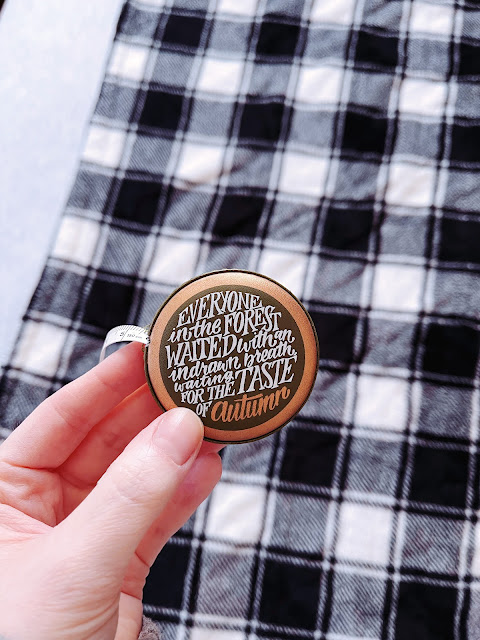 EVERYONE
in the FOREST
WAITED with an
indrawn breath,
waiting
FOR THE TASTE
OF autumn